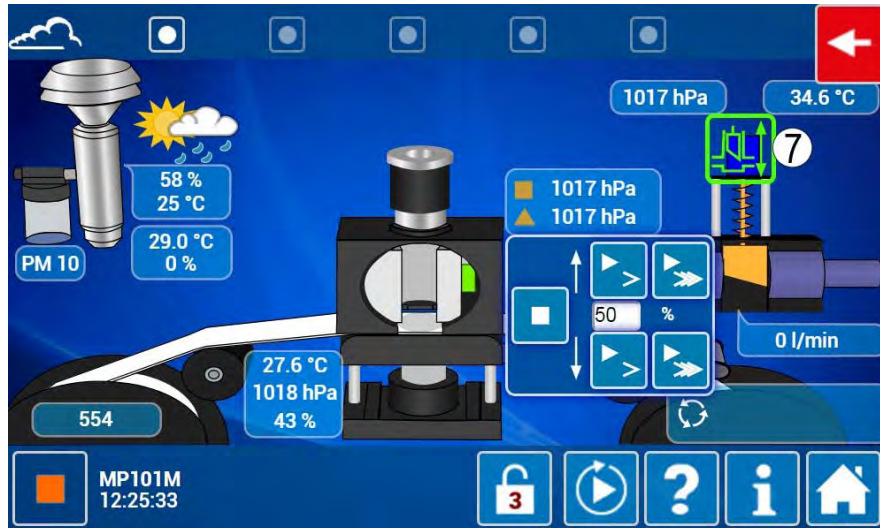 1017 hPa
34.6 °C
7
58 %
25 °C
1017 hPa
1017 hPa
29.0 °C
0 %
PM 10
50 %
0 l/min
27.6 °C
1018 hPa
43 %
554
MP101M
12:25:33
3
?
i